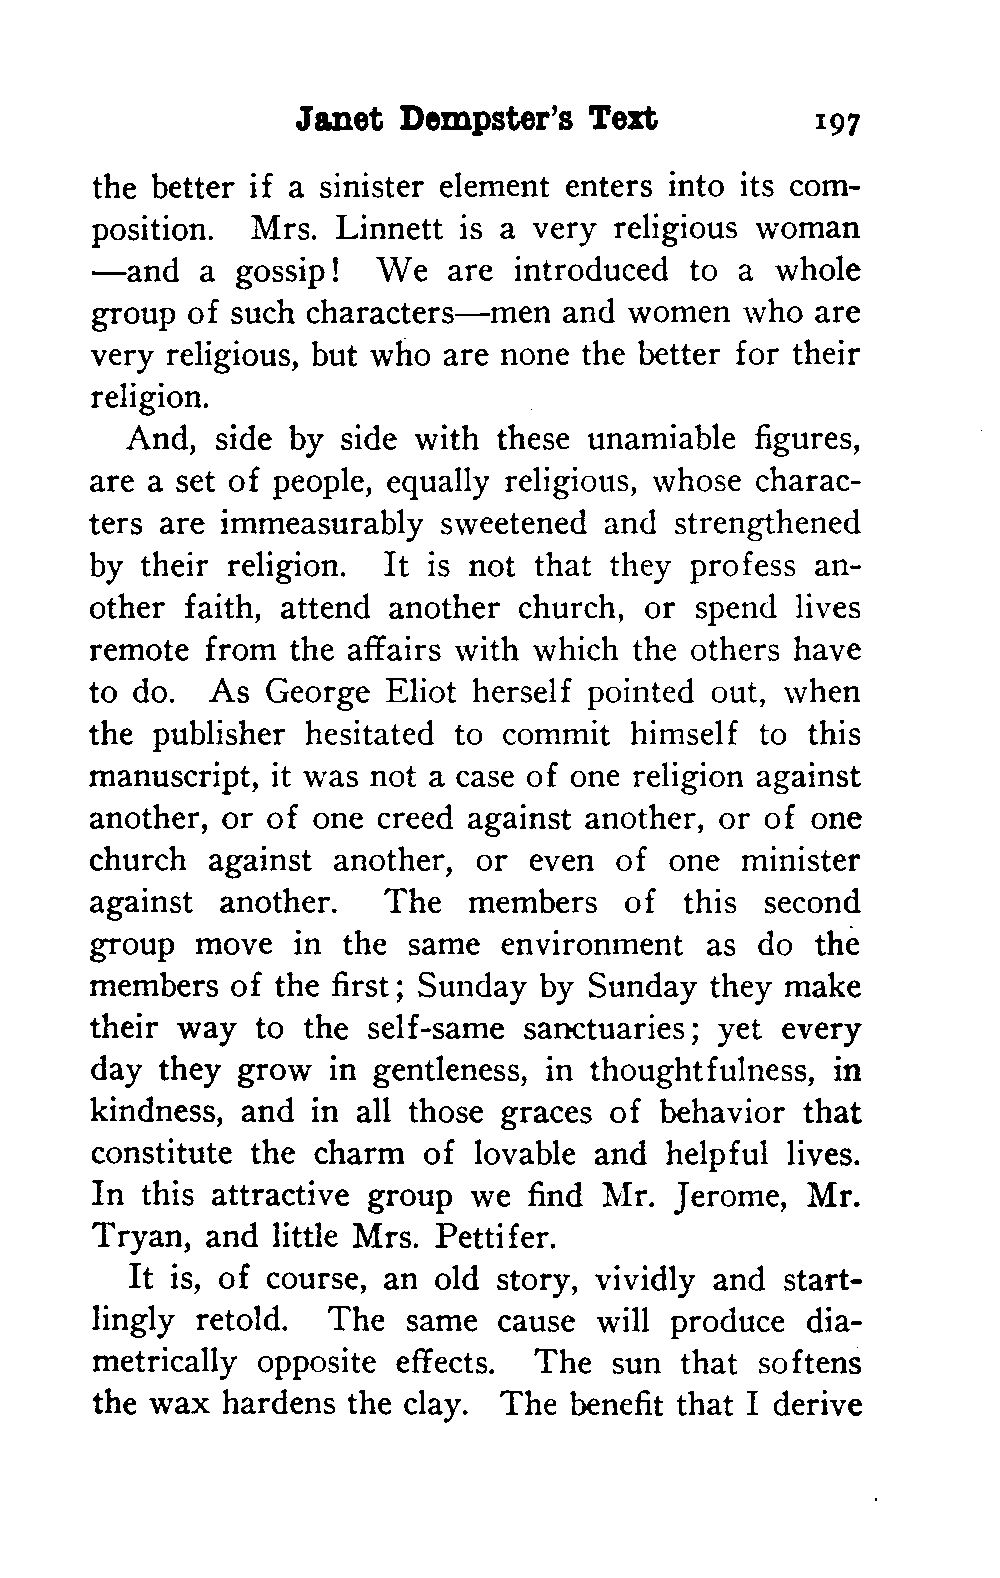 Janet Dempster's Text 197
the better if a sinister element enters into its com-
position. Mrs. Linnett is a very religious woman
—and a gossip! We are introduced to a whole
group of such characters—men and women who are
very religious, but who are none the better for their
religion.
And, side by side with these unamiable figures,
are a set of people, equally religious, whose charac-
ters are immeasurably sweetened and strengthened
by their religion. It is not that they profess an-
other faith, attend another church, or spend lives
remote from the affairs with which the others have
to do. As George Eliot herself pointed out, when
the publisher hesitated to commit himself to this
manuscript, it was not a case of one religion against
another, or of one creed against another, or of one
church against another, or even of one minister
against another. The members of this second
group move in the same environment as do the
members of the first; Sunday by Sunday they make
their way to the self-same sanctuaries; yet every
day they grow in gentleness, in thoughtfulness, in
kindness, and in all those graces of behavior that
constitute the charm of lovable and helpful lives.
In this attractive group we find Mr. Jerome, Mr.
Tryan, and little Mrs. Pettifer.
It is, of course, an old story, vividly and start-
lingly retold. The same cause will produce dia-
metrically opposite effects. The sun that softens
the wax hardens the clay. The benefit that I derive